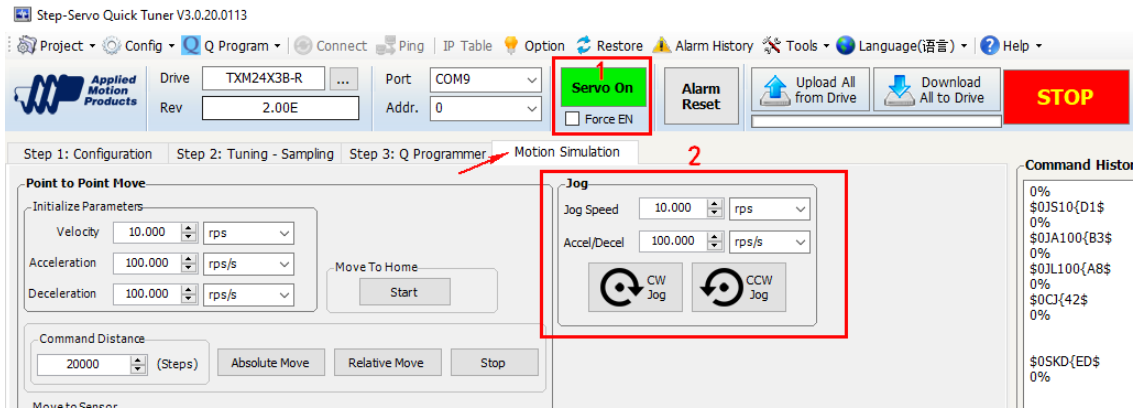 Step-Servo Quick Tuner V3.0.20.0113
Project Config Q Q Program Connect Ping IP Table Option Restore Alarm History Tools Language(语言) ? Help
Applied
Motion
Products
Drive TXM24X3B-R ...
Rev 2.00E
Port COM9
Addr. 0
1
Servo On
Force EN
Alarm
Reset
Upload All
from Drive
Download
All to Drive
STOP
Step 1: Configuration Step 2: Tuning - Sampling Step 3: Q Programmer Motion Simulation
2
Point to Point Move
Initialize Parameters
Velocity 10.000 rps
Acceleration 100.000 rps/s
Deceleration 100.000 rps/s
Move To Home
Start
Command Distance
20000 (Steps)
Absolute Move Relative Move Stop
Move to Sensor
Jog
Jog Speed 10.000 rps
Accel/Decel 100.000 rps/s
CW
Jog
CCW
Jog
Command Histor
0%
$0JS10{D1$
0%
$0JA100{B3$
0%
$0JL100{A8$
0%
$0CJ{42$
0%
$0SKD{ED$
0%